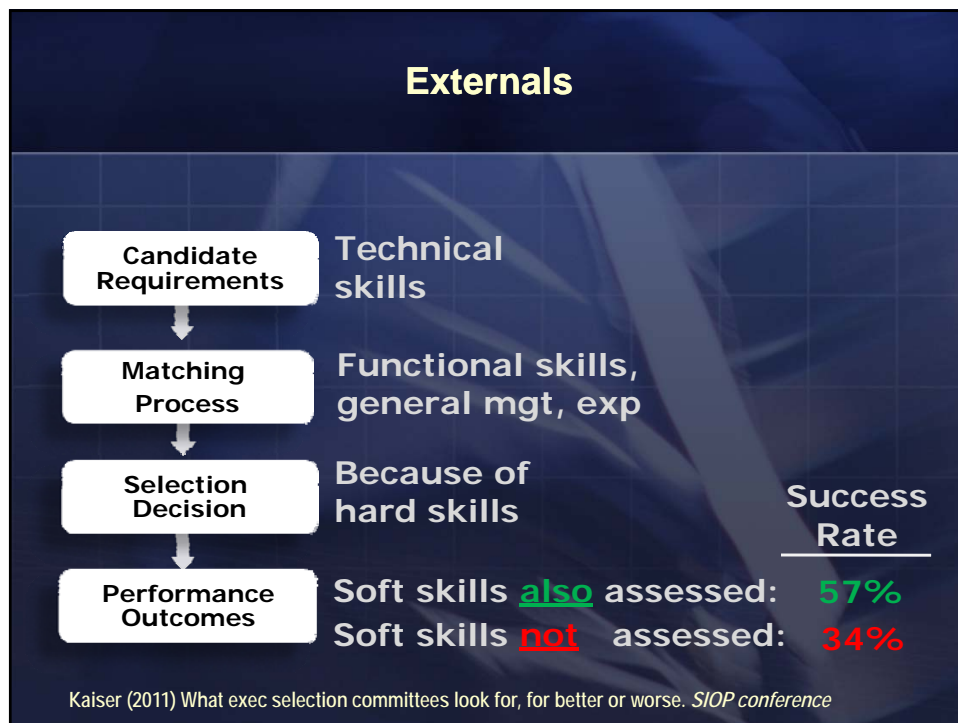 Externals
Candidate
Requirements
Technical
skills
Matching
Process
Functional skills,
general mgt, exp
Selection
Decision
Because of
hard skills
Success
Rate
Performance
Outcomes
Soft skills also assessed: 57%
Soft skills not assessed: 34%
Kaiser (2011) What exec selection committees look for, for better or worse. SIOP conference